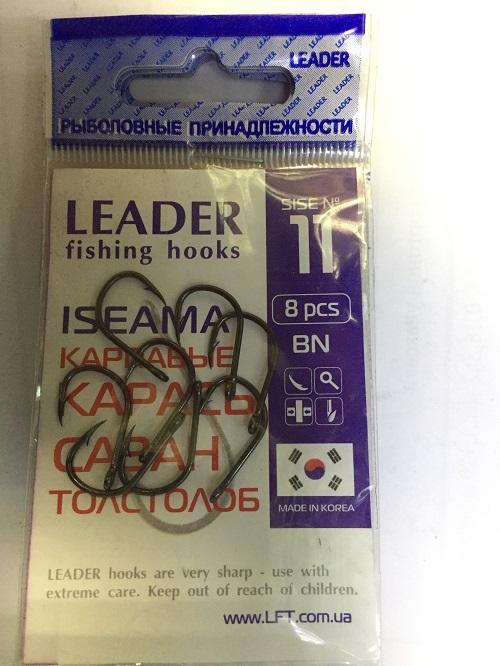 LEADER
РЫБОЛОВНЫЕ ПРИНАДЛЕЖНОСТИ
LEADER
fishing hooks
SISE №
11
8 pcs
BN
ISEAMA
КАРПАВЫЕ
КАРАСЬ
САЗАН
ТОЛСТОЛОБ
MADE IN KOREA
LEADER hooks are very sharp - use with
extreme care. Keep out of reach of children.
www.LFT.com.ua